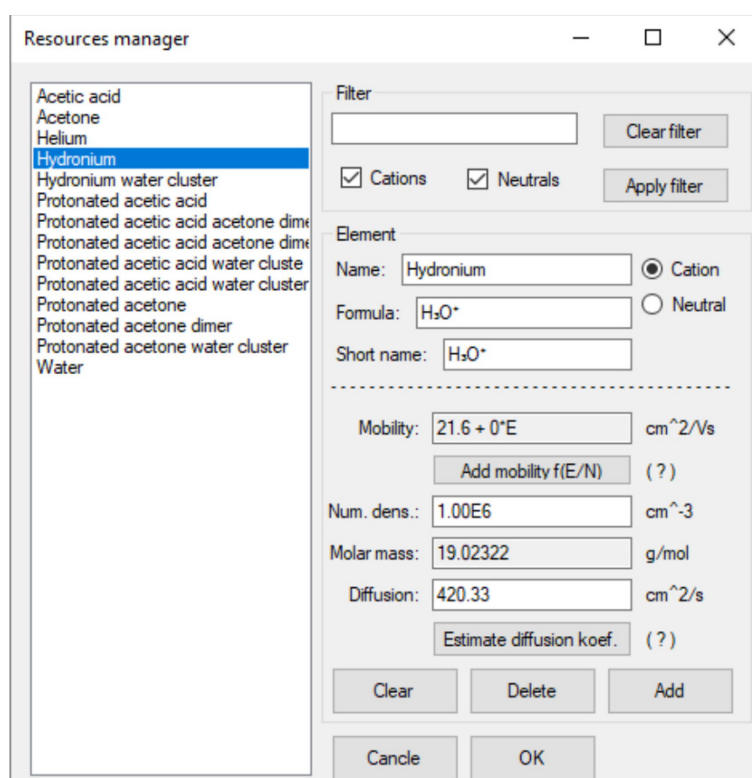 Resources manager
Acetic acid
Acetone
Helium
Hydronium
Hydronium water cluster
Protonated acetic acid
Protonated acetic acid acetone dime
Protonated acetic acid acetone dime
Protonated acetic acid water cluste
Protonated acetic acid water cluster
Protonated acetone
Protonated acetone dimer
Protonated acetone water cluster
Water
Filter
Clear filter
Cations
Neutrals
Apply filter
Element
Name: Hydronium
Cation
Formula: H₃O⁺
Neutral
Short name: H₃O⁺
Mobility: 21.6 + 0*E cm^2/Vs
Add mobility f(E/N) (?)
Num. dens.: 1.00E6 cm^-3
Molar mass: 19.02322 g/mol
Diffusion: 420.33 cm^2/s
Estimate diffusion koef. (?)
Clear Delete Add
Cancle OK